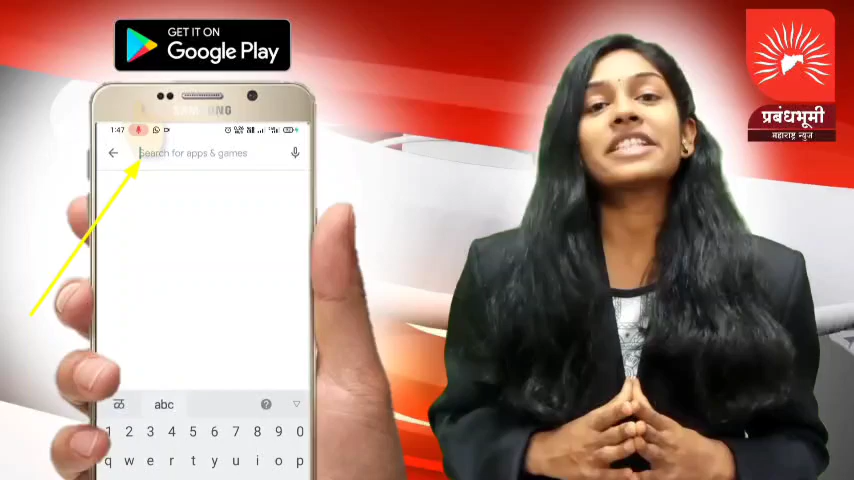 GET IT ON
Google Play
SAMSUNG
1:47
Search for apps & games
abc
1 2 3 4 5 6 7 8 9 0
q w e r t y u i o p
प्रबंधभूमी
महाराष्ट्र न्युज